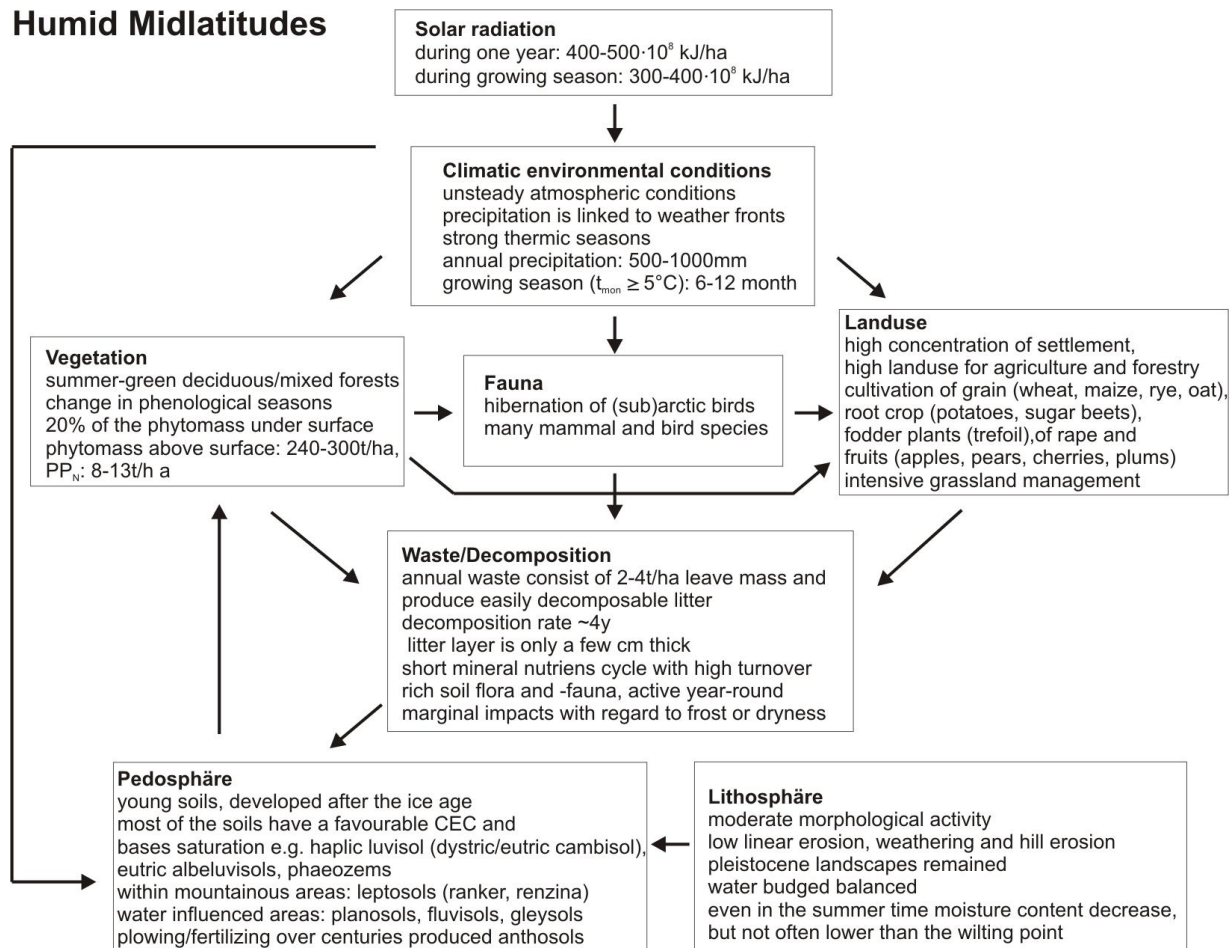 Humid Midlatitudes
Solar radiation
during one year: 400-500·10⁸ kJ/ha
during growing season: 300-400·10⁸ kJ/ha
Climatic environmental conditions
unsteady atmospheric conditions
precipitation is linked to weather fronts
strong thermic seasons
annual precipitation: 500-1000mm
growing season (tₘₒₙ ≥ 5°C): 6-12 month
Vegetation
summer-green deciduous/mixed forests
change in phenological seasons
20% of the phytomass under surface
phytomass above surface: 240-300t/ha,
PP_N: 8-13t/h a
Fauna
hibernation of (sub)arctic birds
many mammal and bird species
Landuse
high concentration of settlement,
high landuse for agriculture and forestry
cultivation of grain (wheat, maize, rye, oat),
root crop (potatoes, sugar beets),
fodder plants (trefoil),of rape and
fruits (apples, pears, cherries, plums)
intensive grassland management
Waste/Decomposition
annual waste consist of 2-4t/ha leave mass and
produce easily decomposable litter
decomposition rate ~4y
litter layer is only a few cm thick
short mineral nutriens cycle with high turnover
rich soil flora and -fauna, active year-round
marginal impacts with regard to frost or dryness
Pedosphäre
young soils, developed after the ice age
most of the soils have a favourable CEC and
bases saturation e.g. haplic luvisol (dystric/eutric cambisol),
eutric albeluvisols, phaeozems
within mountainous areas: leptosols (ranker, renzina)
water influenced areas: planosols, fluvisols, gleysols
plowing/fertilizing over centuries produced anthosols
Lithosphäre
moderate morphological activity
low linear erosion, weathering and hill erosion
pleistocene landscapes remained
water budged balanced
even in the summer time moisture content decrease,
but not often lower than the wilting point